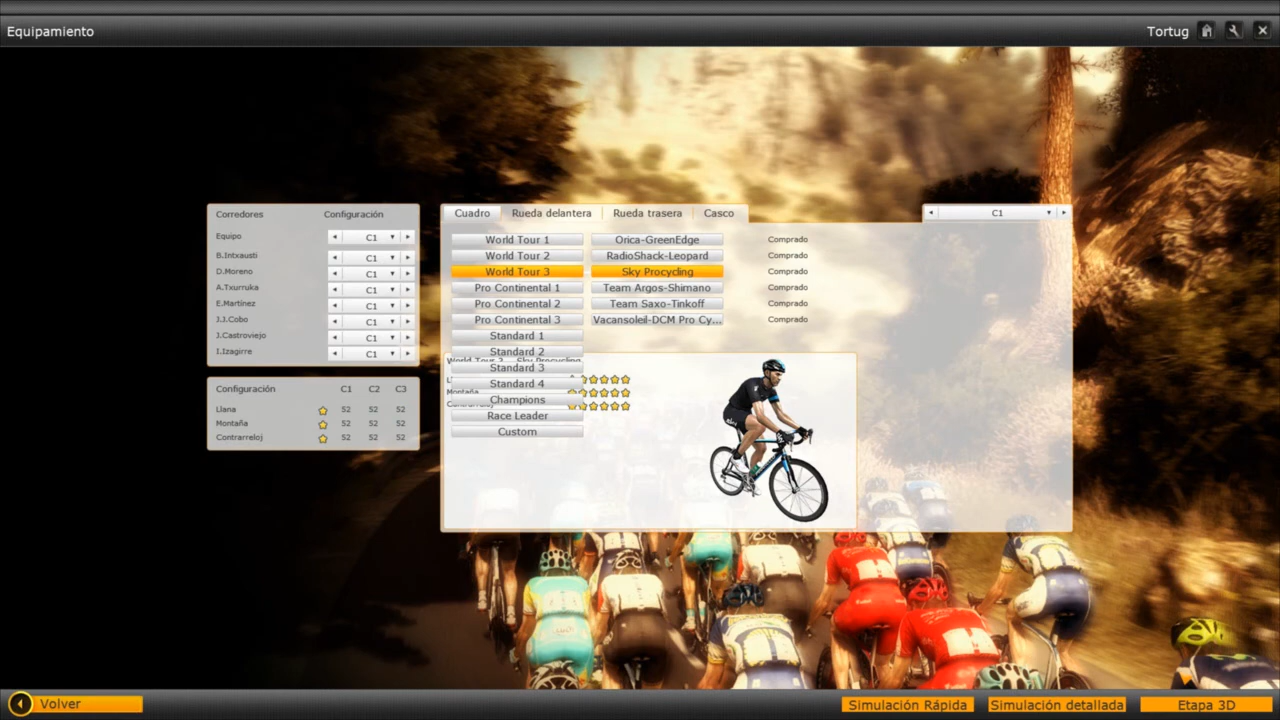 Equipamiento
Tortug
Corredores Configuración
Equipo C1
B.Intxausti C1
D.Moreno C1
A.Txurruka C1
E.Martínez C1
J.J.Cobo C1
J.Castroviejo C1
I.Izagirre C1
Configuración C1 C2 C3
Llana 52 52 52
Montaña 52 52 52
Contrarreloj 52 52 52
Cuadro Rueda delantera Rueda trasera Casco
C1
World Tour 1 Orica-GreenEdge Comprado
World Tour 2 RadioShack-Leopard Comprado
World Tour 3 Sky Procycling Comprado
Pro Continental 1 Team Argos-Shimano Comprado
Pro Continental 2 Team Saxo-Tinkoff Comprado
Pro Continental 3 Vacansoleil-DCM Pro Cy... Comprado
Standard 1
Standard 2
World Tour 3 Sky Procycling
Standard 3
Standard 4
Montaña
Champions
Race Leader
Custom
Volver
Simulación Rápida Simulación detallada Etapa 3D